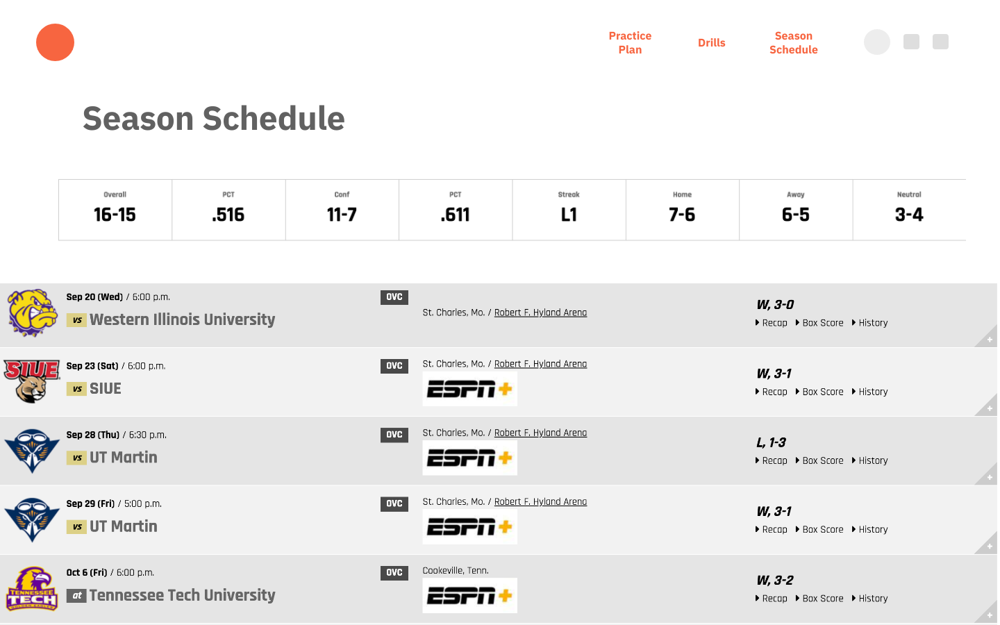 Practice
Plan
Drills
Season
Schedule
Season Schedule
Overall PCT Conf PCT Streak Home Away Neutral
16-15 .516 11-7 .611 L1 7-6 6-5 3-4
Sep 20 (Wed) / 6:00 p.m.
vs Western Illinois University
OVC
St. Charles, Mo. / Robert F. Hyland Arena
W, 3-0
Recap Box Score History
+
SIUE
Sep 23 (Sat) / 6:00 p.m.
vs SIUE
OVC
St. Charles, Mo. / Robert F. Hyland Arena
ESPN+
W, 3-1
Recap Box Score History
+
Sep 28 (Thu) / 6:30 p.m.
vs UT Martin
OVC
St. Charles, Mo. / Robert F. Hyland Arena
ESPN+
L, 1-3
Recap Box Score History
+
Sep 29 (Fri) / 5:00 p.m.
vs UT Martin
OVC
St. Charles, Mo. / Robert F. Hyland Arena
ESPN+
W, 3-1
Recap Box Score History
+
TENNESSEE
TECH
GOLDEN EAGLES
Oct 6 (Fri) / 6:00 p.m.
at Tennessee Tech University
OVC
Cookeville, Tenn.
ESPN+
W, 3-2
Recap Box Score History
+